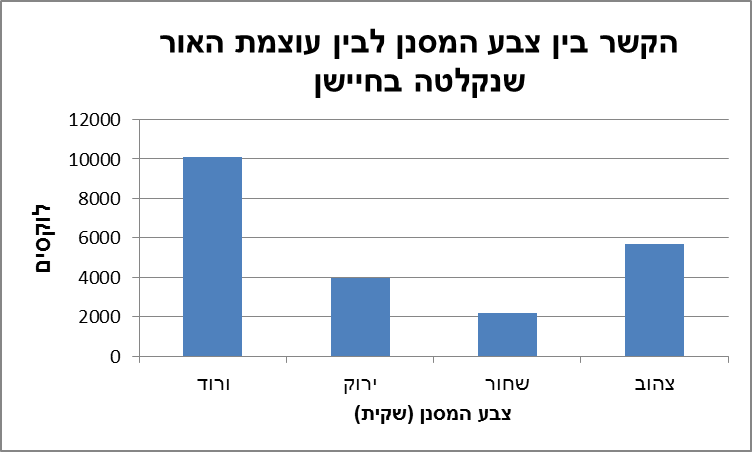 הקשר בין צבע המסנן לבין עוצמת האור
שנקלטה בחיישן
לוקסים
12000
10000
8000
6000
4000
2000
0
ורוד
ירוק
שחור
צהוב
צבע המסנן (שקית)